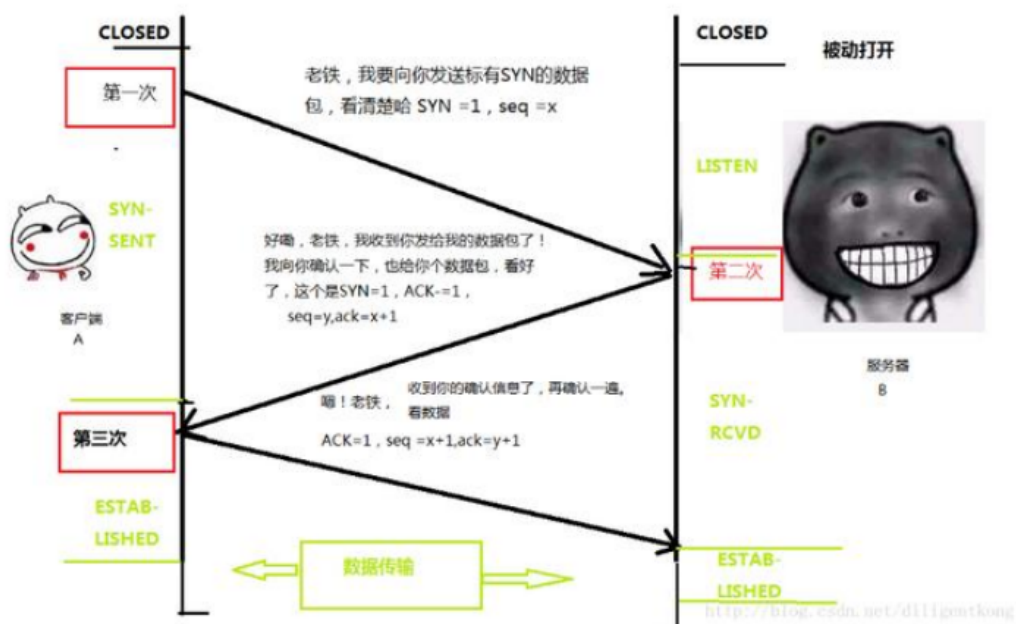 CLOSED
CLOSED
被动打开
第一次
老铁，我要向你发送标有SYN的数据
包，看清楚哈 SYN =1，seq =x
LISTEN
SYN-
SENT
好嘞，老铁，我收到你发给我的数据包了！
我向你确认一下，也给你个数据包，看好
了，这个是SYN=1，ACK-=1，
seq=y,ack=x+1
第二次
客户端
A
服务器
B
嗯！老铁，
收到你的确认信息了，再确认一遍。
看数据
ACK=1，seq =x+1,ack=y+1
SYN-
RCVD
第三次
ESTAB-
LISHED
数据传输
ESTAB-
LISHED
http://blog.csdn.net/diligentkong